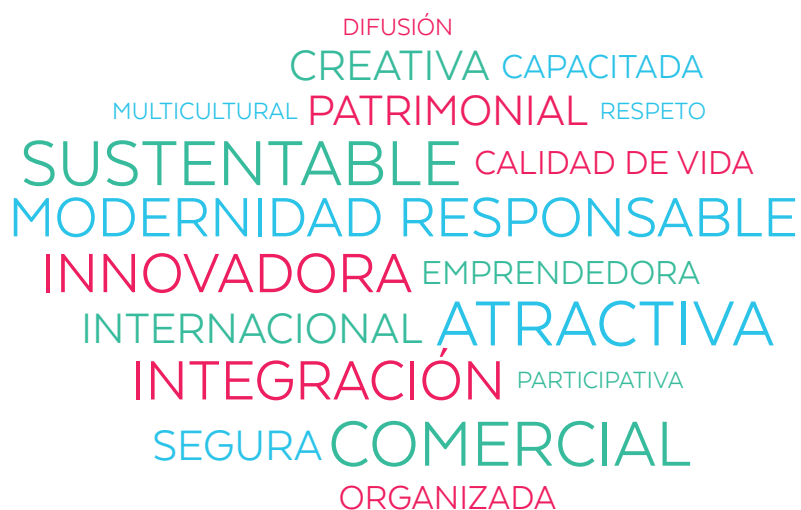 DIFUSIÓN
CREATIVA CAPACITADA
MULTICULTURAL PATRIMONIAL RESPETO
SUSTENTABLE CALIDAD DE VIDA
MODERNIDAD RESPONSABLE
INNOVADORA EMPRENDEDORA
INTERNACIONAL ATRACTIVA
INTEGRACIÓN PARTICIPATIVA
SEGURA COMERCIAL
ORGANIZADA